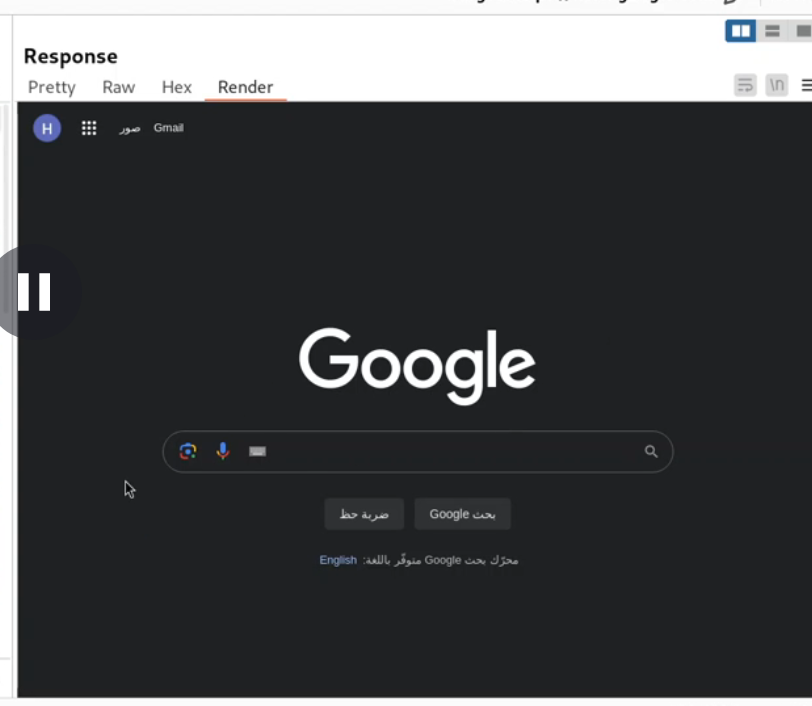 Response
Pretty Raw Hex Render
\n
H صور Gmail
Google
ضربة حظ بحث Google
محرّك بحث Google متوفّر باللغة: English